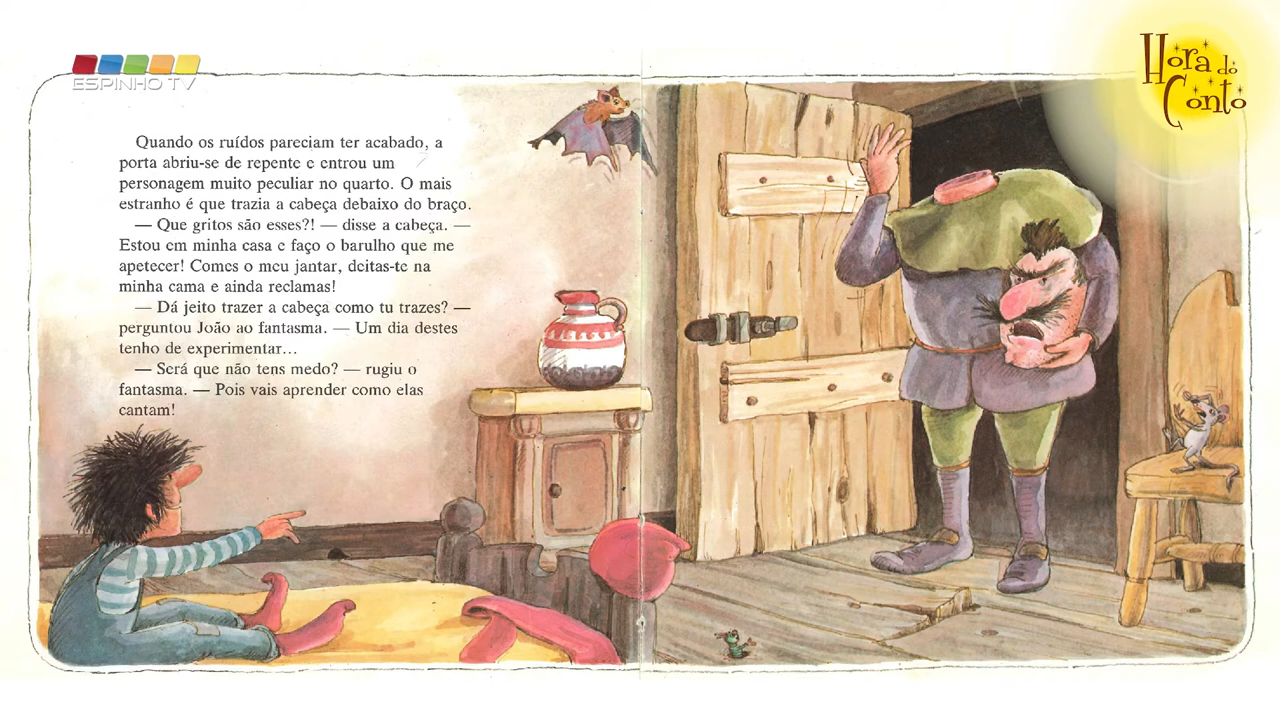 ESPINHO TV
Hora do
Conto
Quando os ruídos pareciam ter acabado, a
porta abriu-se de repente e entrou um
personagem muito peculiar no quarto. O mais
estranho é que trazia a cabeça debaixo do braço.
— Que gritos são esses?! — disse a cabeça. —
Estou em minha casa e faço o barulho que me
apetecer! Comes o meu jantar, deitas-te na
minha cama e ainda reclamas!
— Dá jeito trazer a cabeça como tu trazes? —
perguntou João ao fantasma. — Um dia destes
tenho de experimentar...
— Será que não tens medo? — rugiu o
fantasma. — Pois vais aprender como elas
cantam!